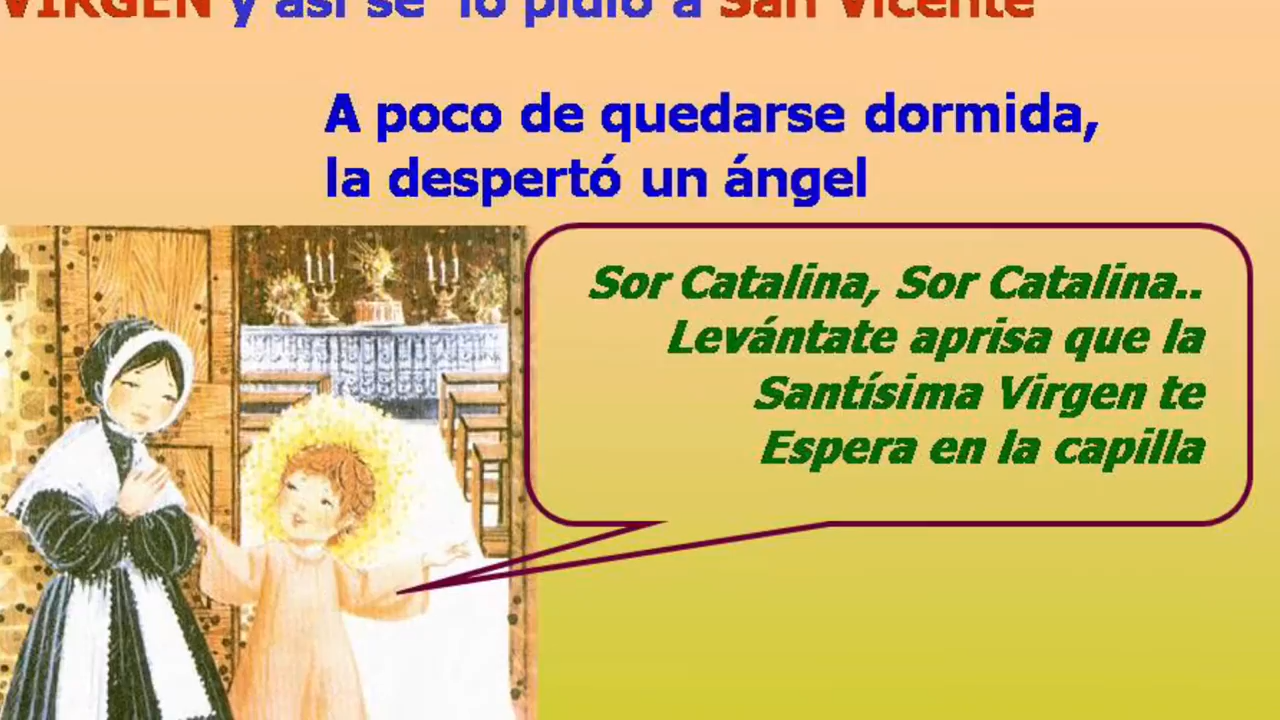 VIRGEN y así se lo pidió a San Vicente
A poco de quedarse dormida,
la despertó un ángel
Sor Catalina, Sor Catalina..
Levántate aprisa que la
Santísima Virgen te
Espera en la capilla